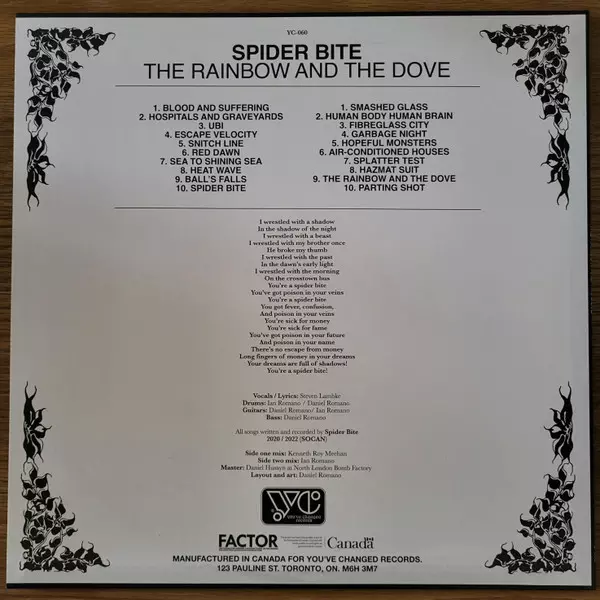 YC-060
SPIDER BITE
THE RAINBOW AND THE DOVE
1. BLOOD AND SUFFERING
2. HOSPITALS AND GRAVEYARDS
3. UBI
4. ESCAPE VELOCITY
5. SNITCH LINE
6. RED DAWN
7. SEA TO SHINING SEA
8. HEAT WAVE
9. BALL'S FALLS
10. SPIDER BITE
1. SMASHED GLASS
2. HUMAN BODY HUMAN BRAIN
3. FIBREGLASS CITY
4. GARBAGE NIGHT
5. HOPEFUL MONSTERS
6. AIR-CONDITIONED HOUSES
7. SPLATTER TEST
8. HAZMAT SUIT
9. THE RAINBOW AND THE DOVE
10. PARTING SHOT
I wrestled with a shadow
In the shadow of the night
I wrestled with a beast
I wrestled with my brother once
He broke my thumb
I wrestled with the past
In the dawn's early light
I wrestled with the morning
On the crosstown bus
You're a spider bite
You've got poison in your veins
You're a spider bite
You got fever, confusion,
And poison in your veins
You're sick for money
You're sick for fame
You've got poison in your future
And poison in your name
There's no escape from money
Long fingers of money in your dreams
Your dreams are full of shadows!
You're a spider bite!
Vocals / Lyrics: Steven Lambke
Drums: Ian Romano / Daniel Romano
Guitars: Daniel Romano/ Ian Romano
Bass: Daniel Romano
All songs written and recorded by Spider Bite
2020 / 2022 (SOCAN)
Side one mix: Kenneth Roy Meehan
Side two mix: Ian Romano
Master: Daniel Husayn at North London Bomb Factory
Layout and art: Daniel Romano
yc
YOU'VE CHANGED
RECORDS
FACTOR
Canada
MANUFACTURED IN CANADA FOR YOU'VE CHANGED RECORDS.
123 PAULINE ST. TORONTO, ON. M6H 3M7